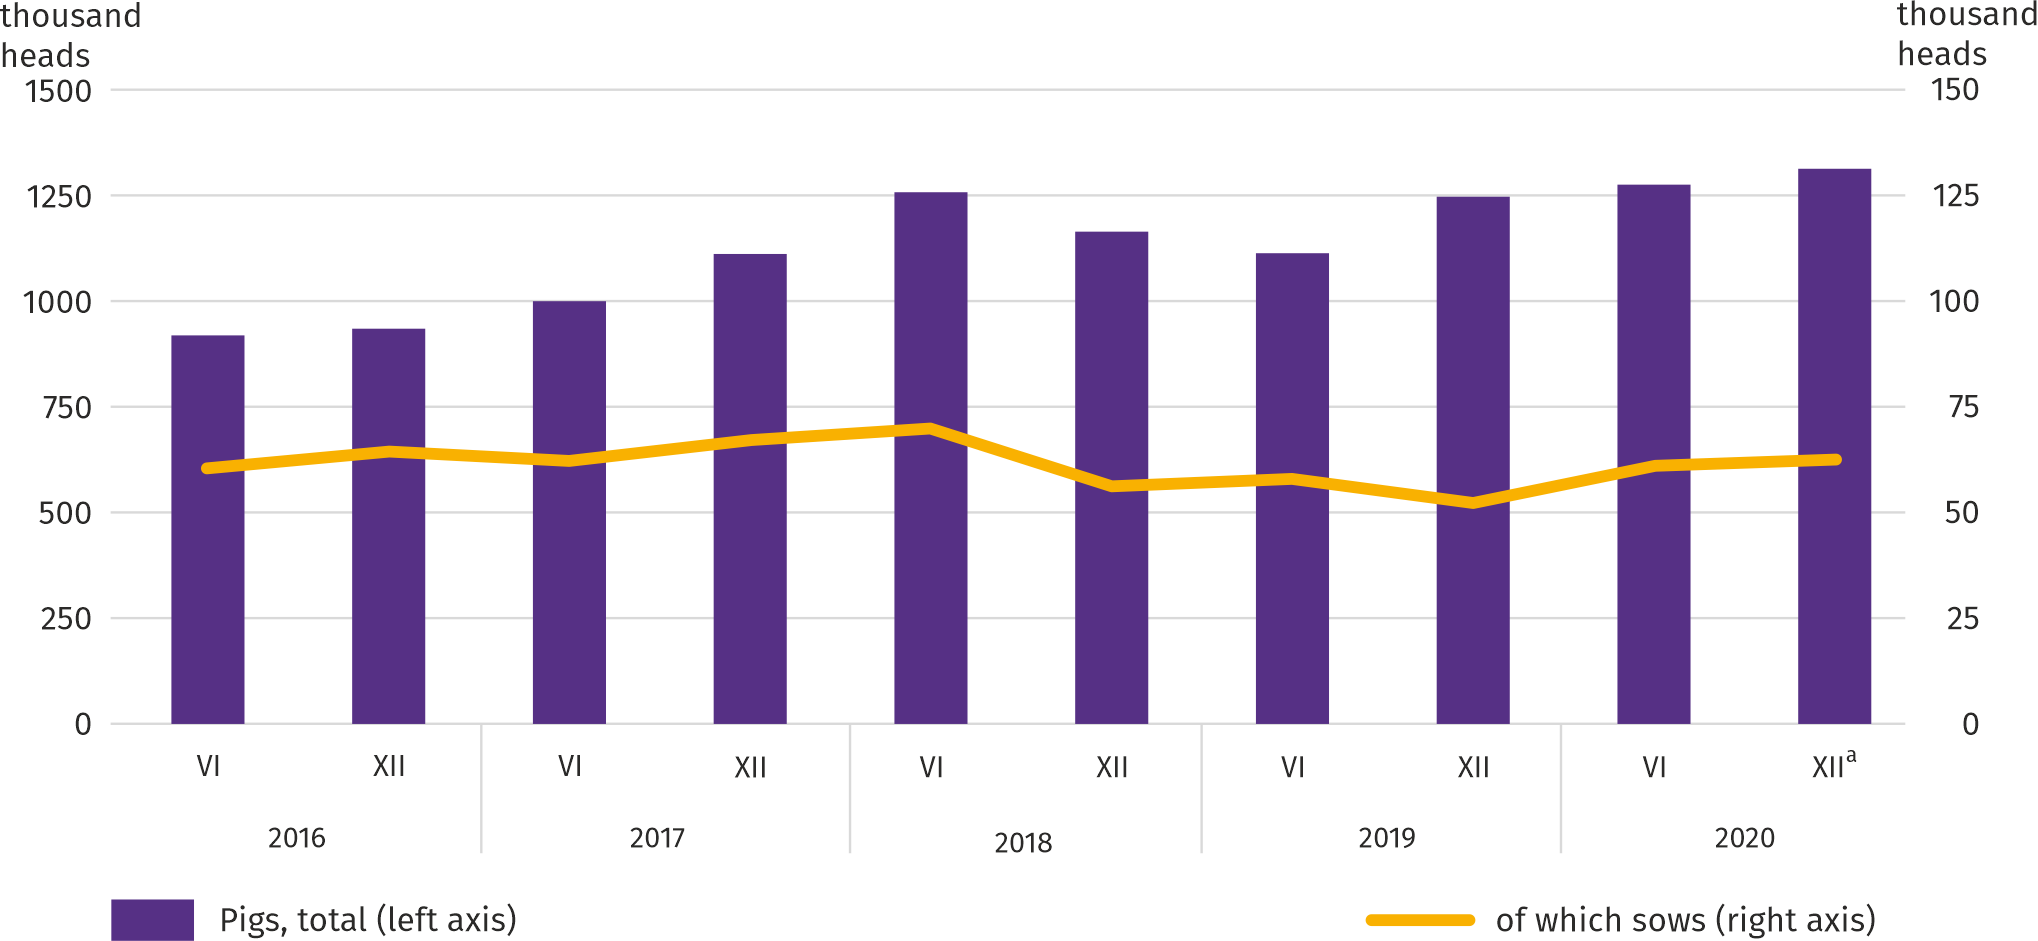 thousand
heads
thousand
heads
1500
150
1250
125
1000
100
750
75
500
50
250
25
0
0
VI XII VI XII VI XII VI XII VI XIIª
2016 2017 2018 2019 2020
Pigs, total (left axis)
of which sows (right axis)